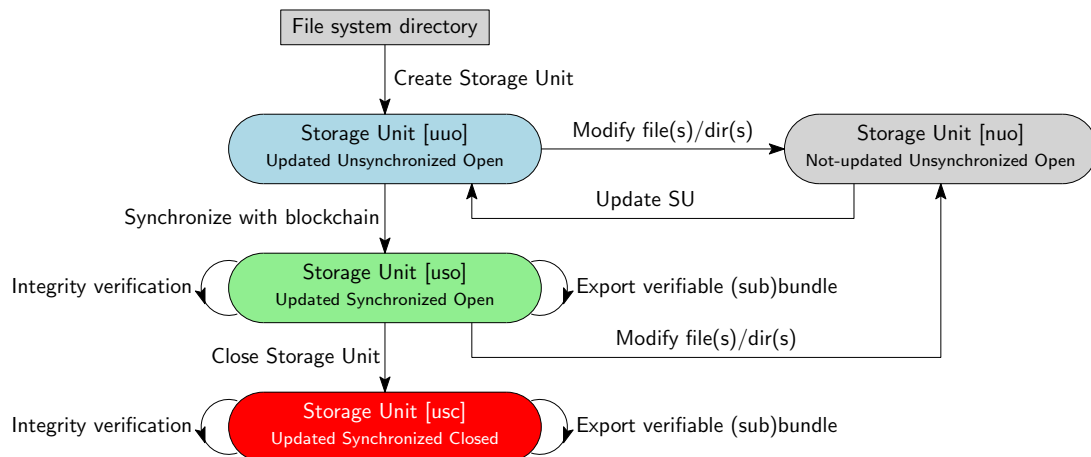 File system directory
Create Storage Unit
Storage Unit [uuo]
Updated Unsynchronized Open
Modify file(s)/dir(s)
Storage Unit [nuo]
Not-updated Unsynchronized Open
Update SU
Synchronize with blockchain
Integrity verification
Storage Unit [uso]
Updated Synchronized Open
Export verifiable (sub)bundle
Modify file(s)/dir(s)
Close Storage Unit
Integrity verification
Storage Unit [usc]
Updated Synchronized Closed
Export verifiable (sub)bundle